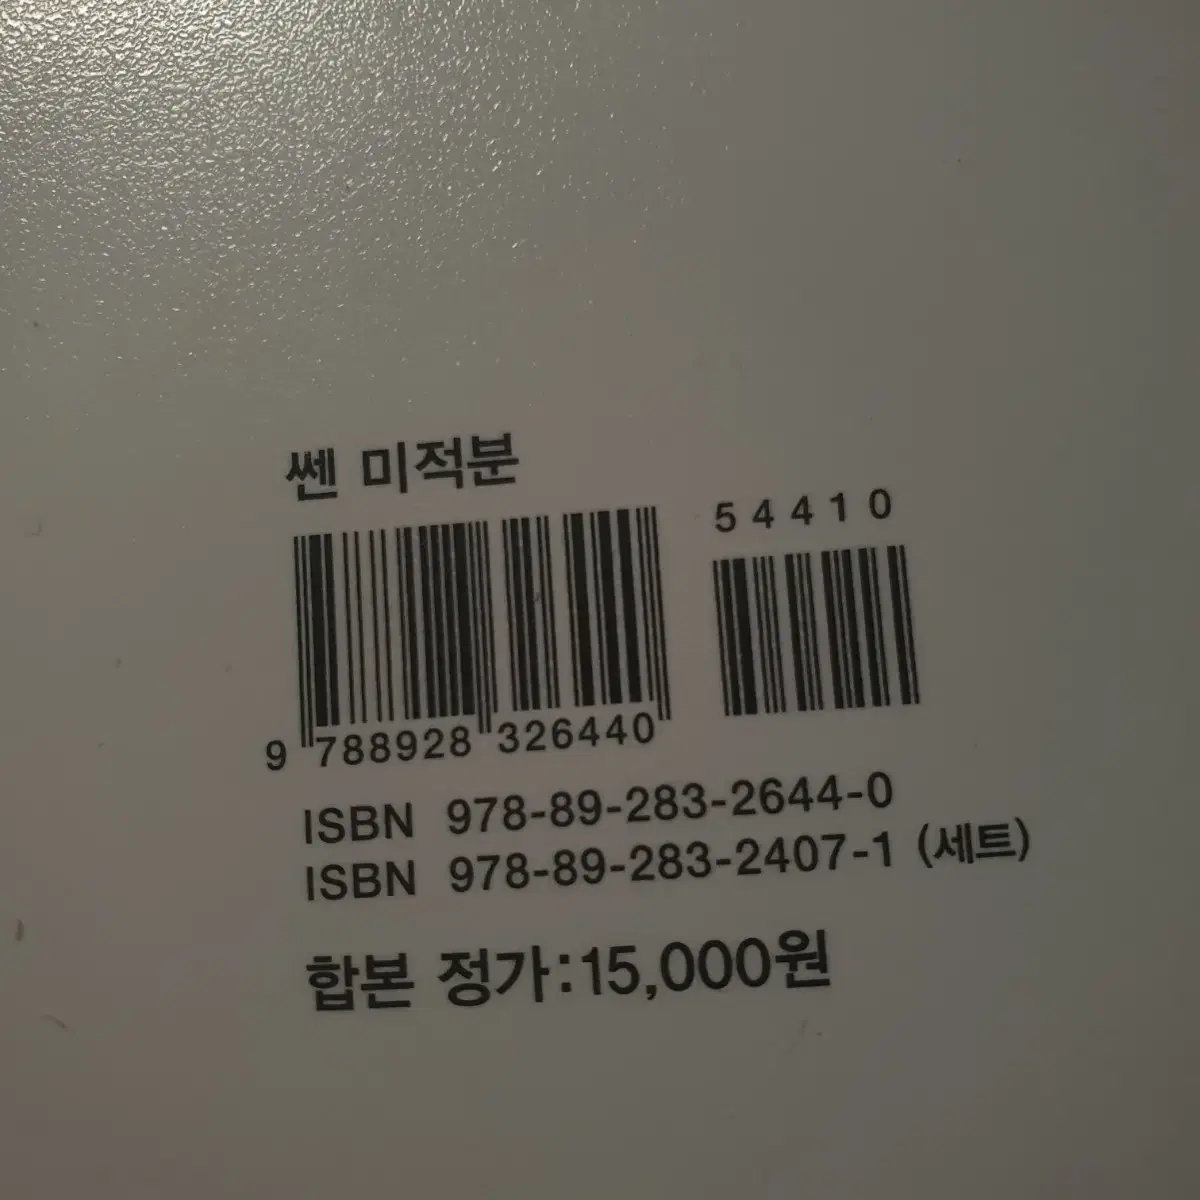 쎈 미적분
54410
9 788928 326440
ISBN 978-89-283-2644-0
ISBN 978-89-283-2407-1 (세트)
합본 정가:15,000원